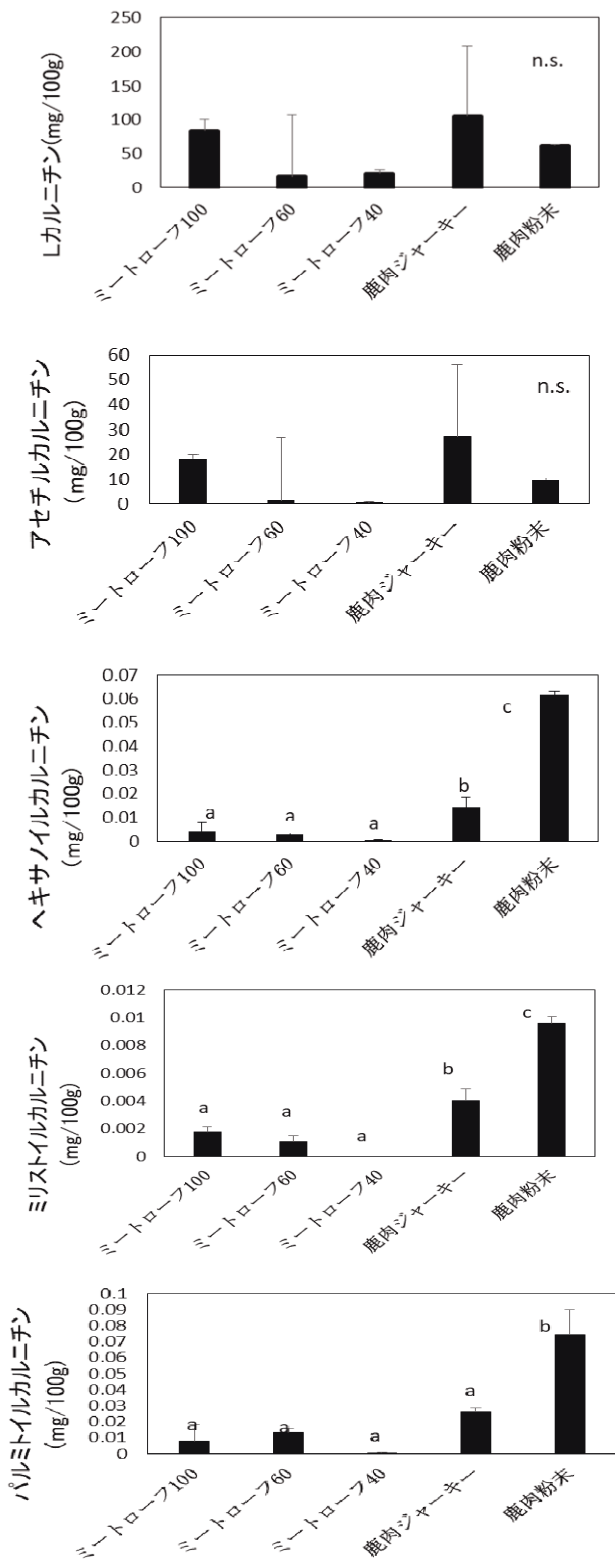 Lカルニチン(mg/100g)
250
200
150
100
50
0
n.s.
ミートローフ100
ミートローフ60
ミートローフ40
鹿肉ジャーキー
鹿肉粉末
アセチルカルニチン
(mg/100g)
60
50
40
30
20
10
0
n.s.
ミートローフ100
ミートローフ60
ミートローフ40
鹿肉ジャーキー
鹿肉粉末
ヘキサノイルカルニチン
(mg/100g)
0.07
0.06
0.05
0.04
0.03
0.02
0.01
0
a
a
a
b
c
ミートローフ100
ミートローフ60
ミートローフ40
鹿肉ジャーキー
鹿肉粉末
ミリストイルカルニチン
(mg/100g)
0.012
0.01
0.008
0.006
0.004
0.002
0
a
a
a
b
c
ミートローフ100
ミートローフ60
ミートローフ40
鹿肉ジャーキー
鹿肉粉末
パルミトイルカルニチン
(mg/100g)
0.1
0.09
0.08
0.07
0.06
0.05
0.04
0.03
0.02
0.01
0
a
a
a
a
b
ミートローフ100
ミートローフ60
ミートローフ40
鹿肉ジャーキー
鹿肉粉末